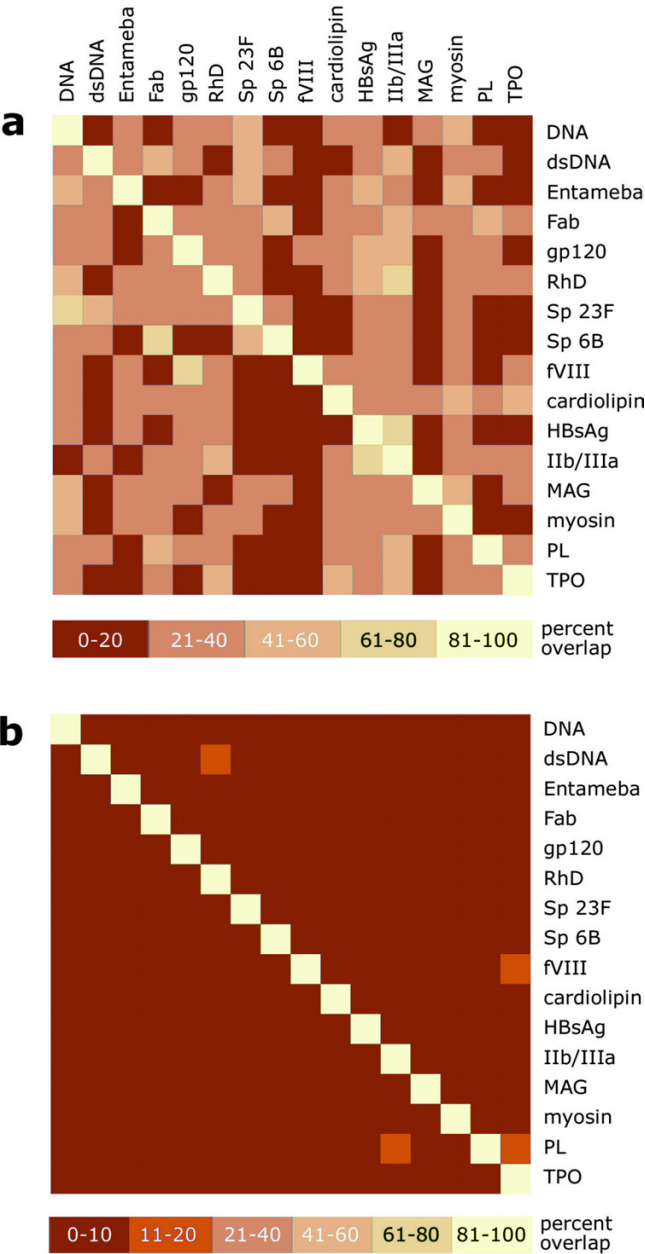 DNA
dsDNA
Entameba
Fab
gp120
RhD
Sp 23F
Sp 6B
fVIII
cardiolipin
HBsAg
IIb/IIIa
MAG
myosin
PL
TPO
a
DNA
dsDNA
Entameba
Fab
gp120
RhD
Sp 23F
Sp 6B
fVIII
cardiolipin
HBsAg
IIb/IIIa
MAG
myosin
PL
TPO
0-20 21-40 41-60 61-80 81-100 percent
overlap
b
DNA
dsDNA
Entameba
Fab
gp120
RhD
Sp 23F
Sp 6B
fVIII
cardiolipin
HBsAg
IIb/IIIa
MAG
myosin
PL
TPO
0-10 11-20 21-40 41-60 61-80 81-100 percent
overlap